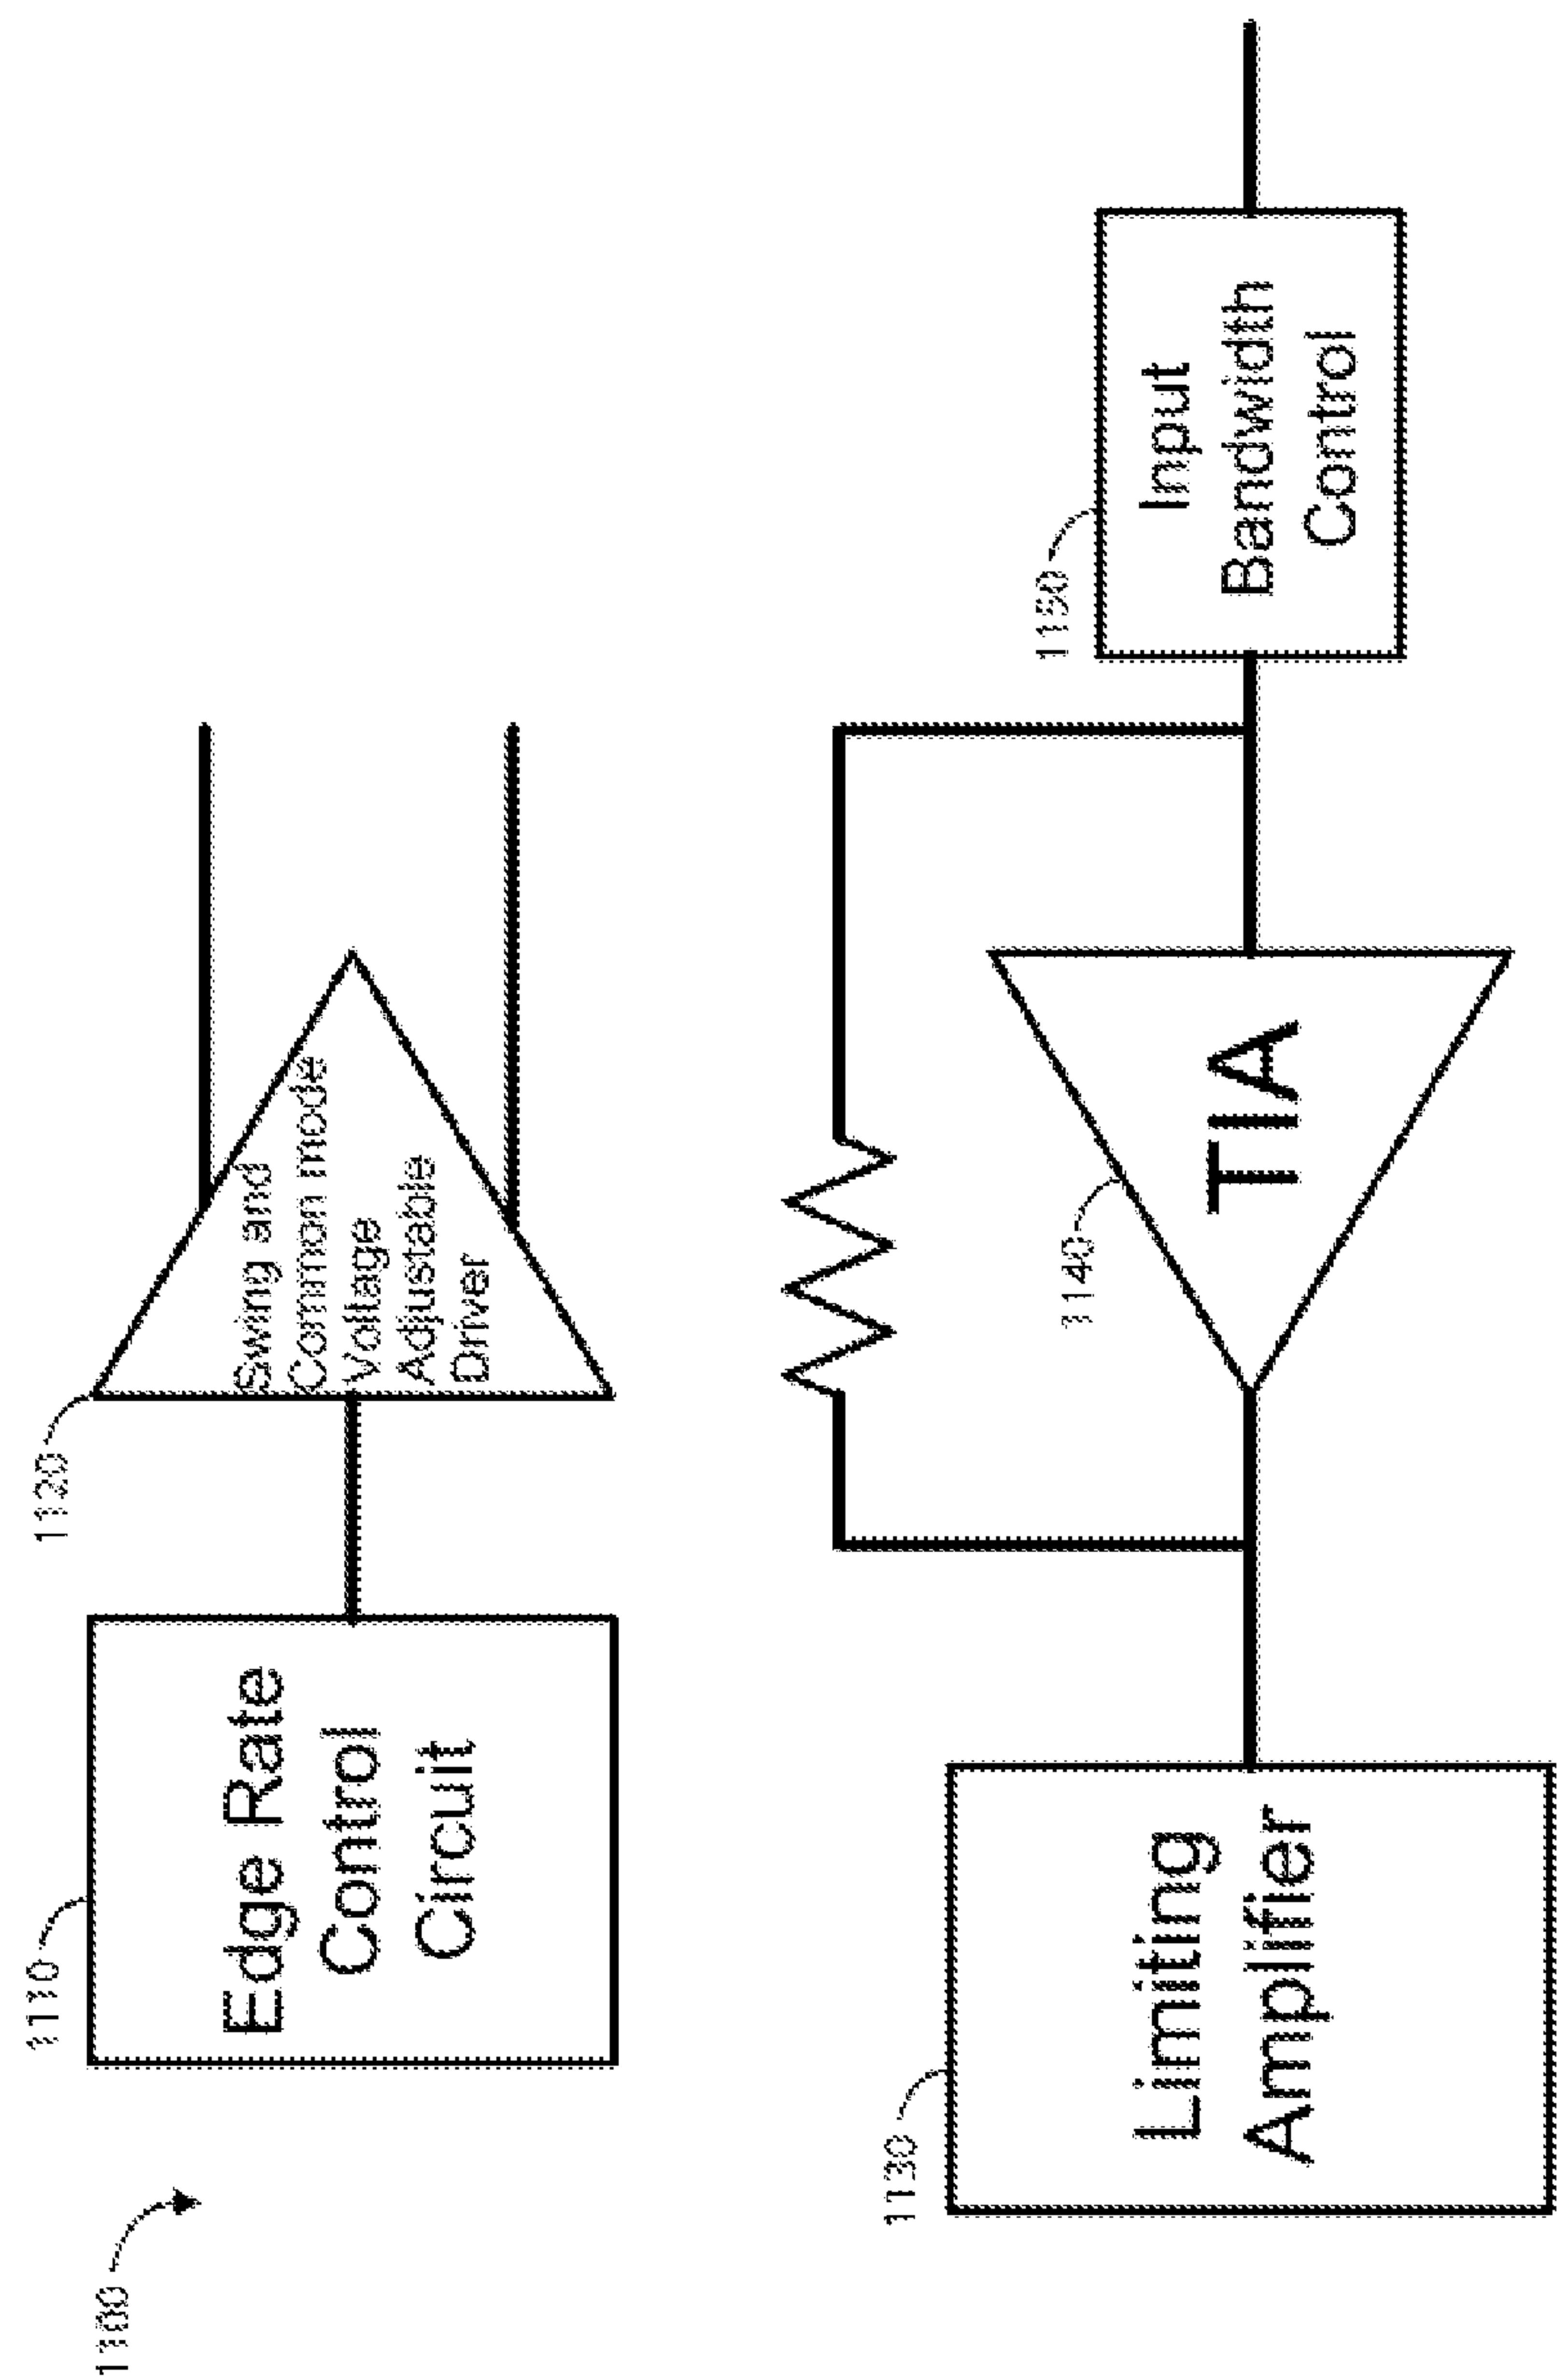 1100
1110
Edge Rate
Control
Circuit
1120
Swing and
Common mode
Voltage
Adjustable
Driver
1130
Limiting
Amplifier
1140
TIA
1150
Input
Bandwidth
Control